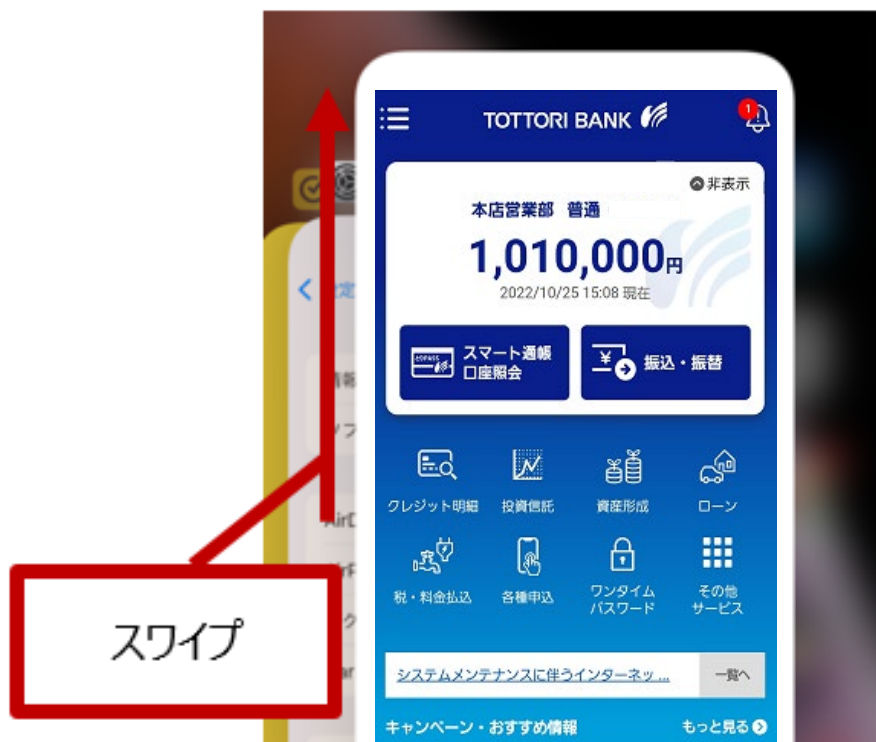 TOTTORI BANK
1
非表示
本店営業部 普通
1,010,000円
2022/10/25 15:08 現在
スマート通帳
口座照会
振込・振替
クレジット明細
投資信託
資産形成
ローン
税・料金払込
各種申込
ワンタイム
パスワード
その他
サービス
システムメンテナンスに伴うインターネッ ...
一覧へ
キャンペーン・おすすめ情報
もっと見る
スワイプ
AirD